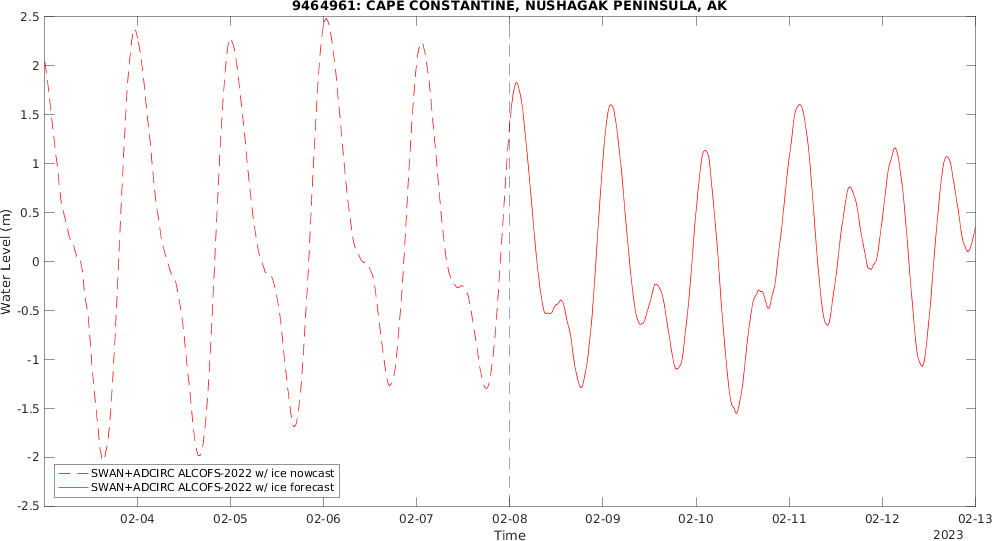 9464961: CAPE CONSTANTINE, NUSHAGAK PENINSULA, AK
2.5
2
1.5
1
0.5
0
-0.5
-1
-1.5
-2
-2.5
Water Level (m)
SWAN+ADCIRC ALCOFS-2022 w/ ice nowcast
SWAN+ADCIRC ALCOFS-2022 w/ ice forecast
02-04 02-05 02-06 02-07 02-08 02-09 02-10 02-11 02-12 02-13
Time
2023